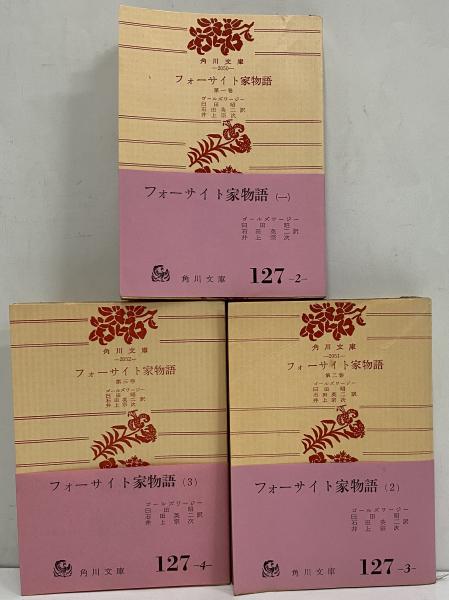 角川文庫
—2050—
フォーサイト家物語
第一巻
ゴールズワージー
臼田 昭
石田英二訳
井上宗次
フォーサイト家物語 (一)
ゴールズワージー
臼田 昭
石田英二訳
井上宗次
角川文庫 127 -2-
角川文庫
—2052—
フォーサイト家物語
第三巻
ゴールズワージー
臼田 昭
石田英二訳
井上宗次
フォーサイト家物語 (3)
ゴールズワージー
臼田 昭
石田英二訳
井上宗次
角川文庫 127 -4-
角川文庫
—2051—
フォーサイト家物語
第二巻
ゴールズワージー
臼田 昭
石田英二訳
井上宗次
フォーサイト家物語 (2)
ゴールズワージー
臼田 昭
石田英二訳
井上宗次
角川文庫 127 -3-